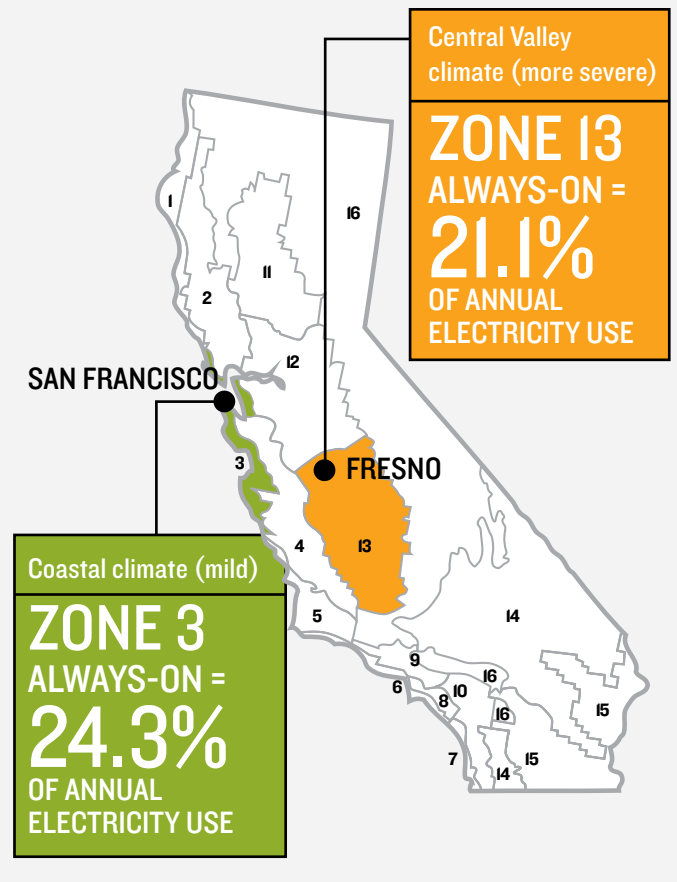 Central Valley
climate (more severe)
ZONE 13
ALWAYS-ON =
21.1%
OF ANNUAL
ELECTRICITY USE
1
16
11
2
12
SAN FRANCISCO
3
FRESNO
4
13
5
14
9
6
16
10
8
16
15
7
14
15
Coastal climate (mild)
ZONE 3
ALWAYS-ON =
24.3%
OF ANNUAL
ELECTRICITY USE